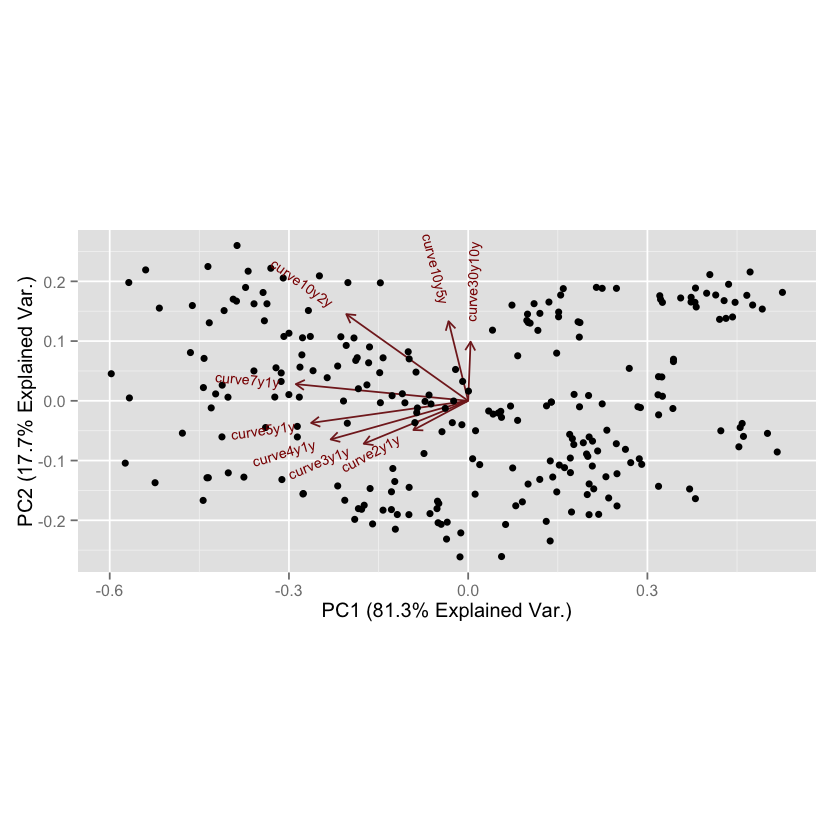 curve10y5y
curve30y10y
curve10y2y
curve7y1y
curve5y1y
curve4y1y
curve3y1y
curve2y1y
PC2 (17.7% Explained Var.)
0.2
0.1
0.0
-0.1
-0.2
-0.6
-0.3
0.0
0.3
PC1 (81.3% Explained Var.)